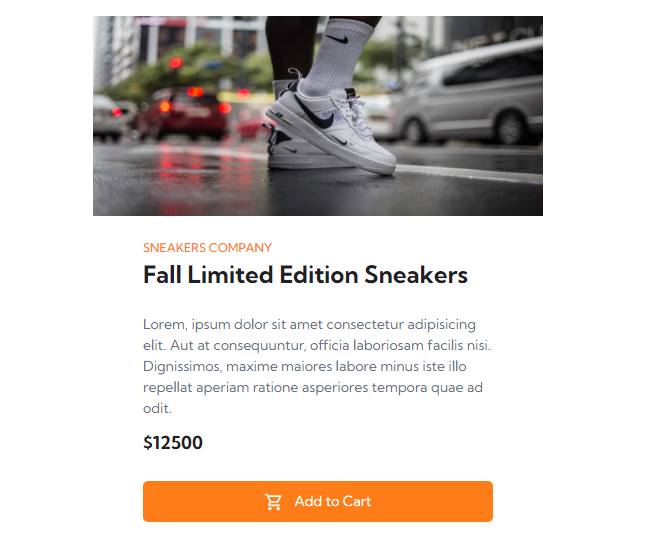 SNEAKERS COMPANY
Fall Limited Edition Sneakers
Lorem, ipsum dolor sit amet consectetur adipisicing
elit. Aut at consequuntur, officia laboriosam facilis nisi.
Dignissimos, maxime maiores labore minus iste illo
repellat aperiam ratione asperiores tempora quae ad
odit.
$12500
Add to Cart